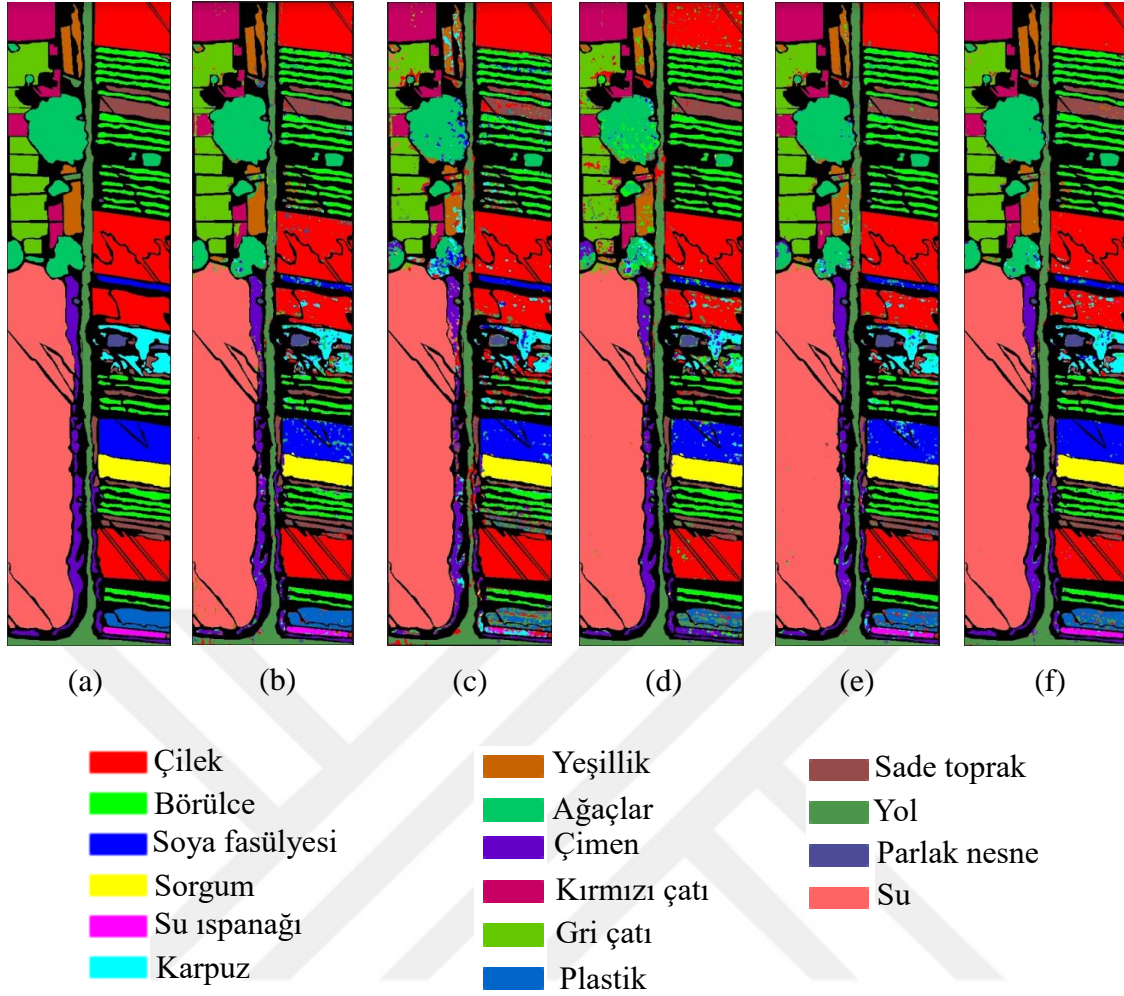 (a) (b) (c) (d) (e) (f)
Çilek
Börülce
Soya fasülyesi
Sorgum
Su ıspanağı
Karpuz
Yeşillik
Ağaçlar
Çimen
Kırmızı çatı
Gri çatı
Plastik
Sade toprak
Yol
Parlak nesne
Su